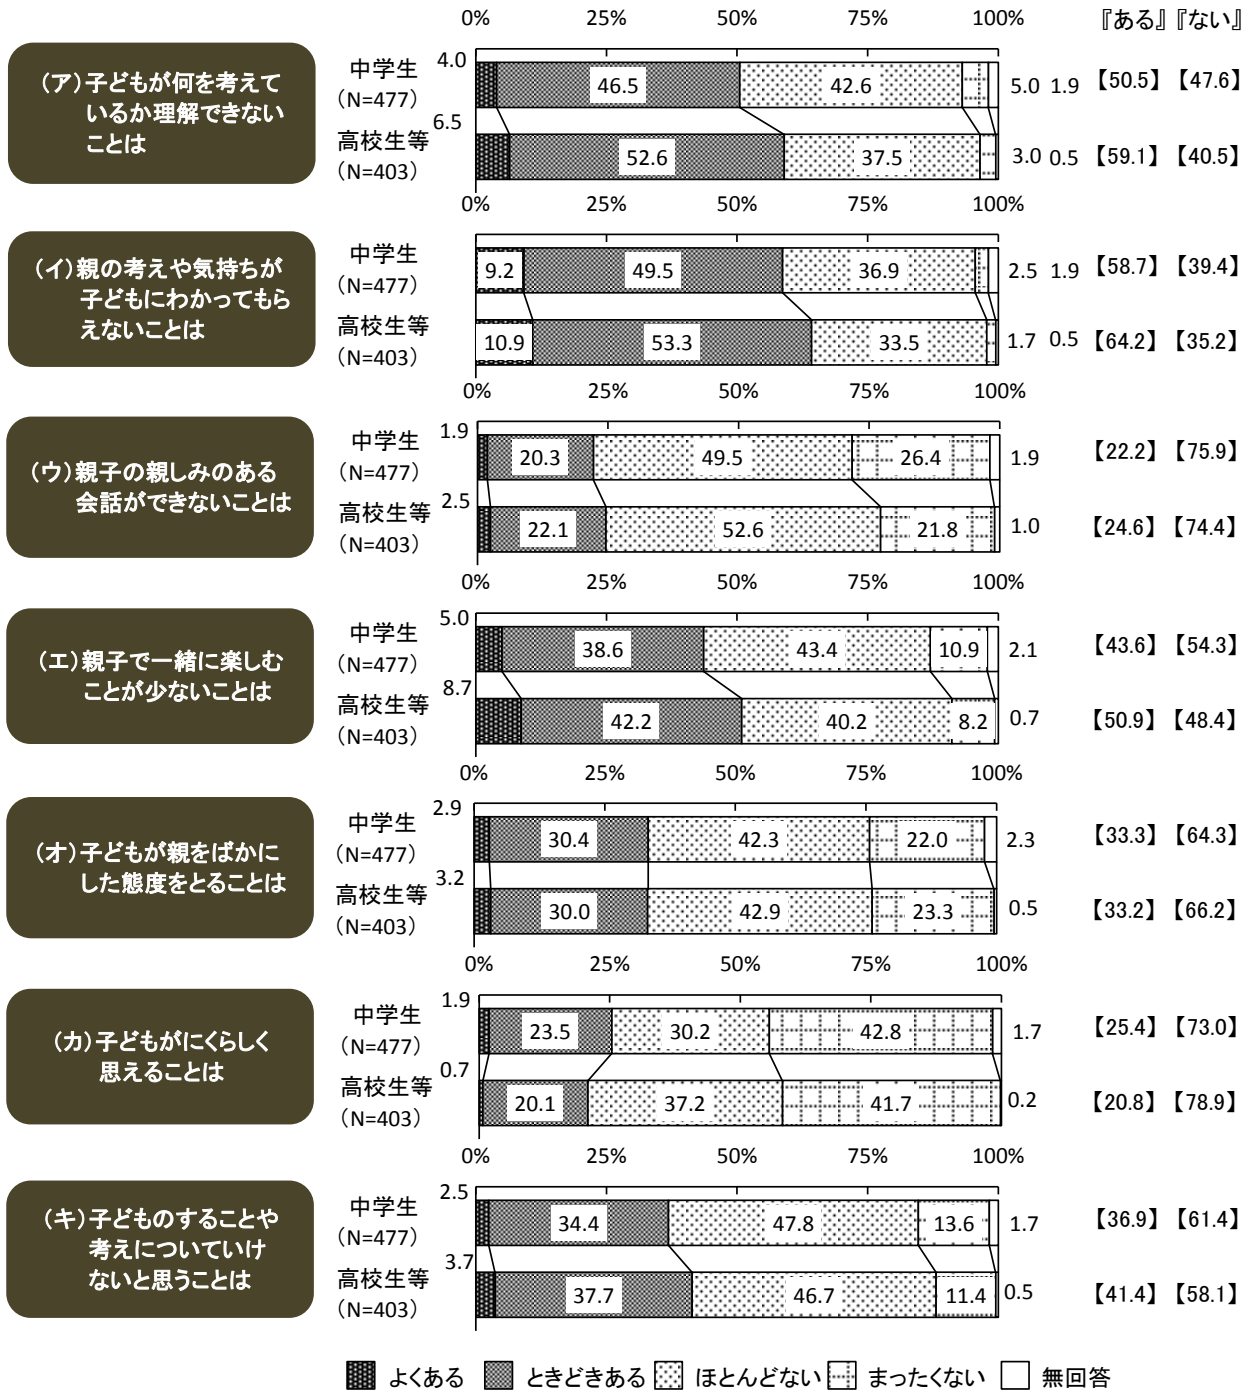 0% 25% 50% 75% 100% 『ある』『ない』
（ア）子どもが何を考えて
いるか理解できない
ことは
中学生
（N=477）
4.0 46.5 42.6 5.0 1.9 【50.5】【47.6】
高校生等
（N=403）
6.5 52.6 37.5 3.0 0.5 【59.1】【40.5】
0% 25% 50% 75% 100%
（イ）親の考えや気持ちが
子どもにわかってもら
えないことは
中学生
（N=477）
9.2 49.5 36.9 2.5 1.9 【58.7】【39.4】
高校生等
（N=403）
10.9 53.3 33.5 1.7 0.5 【64.2】【35.2】
0% 25% 50% 75% 100%
（ウ）親子の親しみのある
会話ができないことは
中学生
（N=477）
1.9 20.3 49.5 26.4 1.9 【22.2】【75.9】
高校生等
（N=403）
2.5 22.1 52.6 21.8 1.0 【24.6】【74.4】
0% 25% 50% 75% 100%
（エ）親子で一緒に楽しむ
ことが少ないことは
中学生
（N=477）
5.0 38.6 43.4 10.9 2.1 【43.6】【54.3】
高校生等
（N=403）
8.7 42.2 40.2 8.2 0.7 【50.9】【48.4】
0% 25% 50% 75% 100%
（オ）子どもが親をばかに
した態度をとることは
中学生
（N=477）
2.9 30.4 42.3 22.0 2.3 【33.3】【64.3】
高校生等
（N=403）
3.2 30.0 42.9 23.3 0.5 【33.2】【66.2】
0% 25% 50% 75% 100%
（カ）子どもがにくらしく
思えることは
中学生
（N=477）
1.9 23.5 30.2 42.8 1.7 【25.4】【73.0】
高校生等
（N=403）
0.7 20.1 37.2 41.7 0.2 【20.8】【78.9】
0% 25% 50% 75% 100%
（キ）子どものすることや
考えについていけ
ないと思うことは
中学生
（N=477）
2.5 34.4 47.8 13.6 1.7 【36.9】【61.4】
高校生等
（N=403）
3.7 37.7 46.7 11.4 0.5 【41.4】【58.1】
よくある ときどきある ほとんどない まったくない 無回答